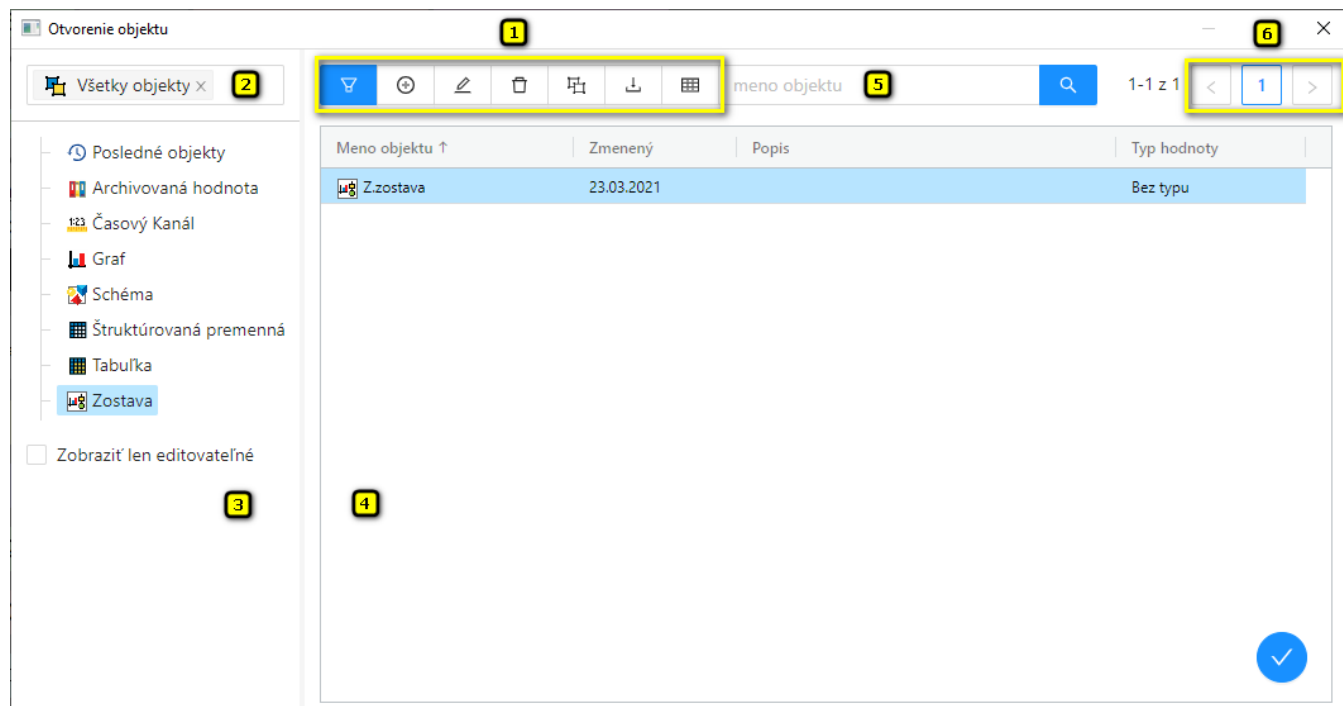 Otvorenie objektu
1
6
Všetky objekty ×
2
meno objektu
5
1-1 z 1
1
Posledné objekty
Archivovaná hodnota
1:23 Časový Kanál
Graf
Schéma
Štruktúrovaná premenná
Tabuľka
Zostava
Zobraziť len editovateľné
3
Meno objektu ↑ Zmenený Popis Typ hodnoty
Z.zostava 23.03.2021 Bez typu
4